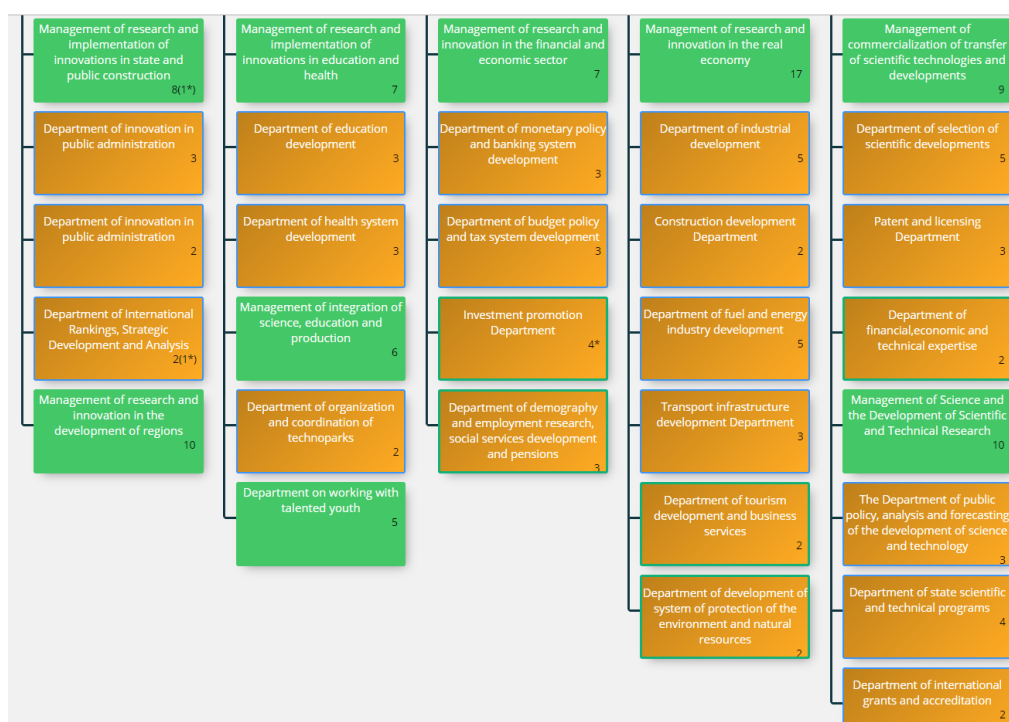 Management of research and
implementation of
innovations in state and
public construction
8(1*)
Department of innovation in
public administration
3
Department of innovation in
public administration
2
Department of International
Rankings, Strategic
Development and Analysis
2(1*)
Management of research and
innovation in the
development of regions
10
Management of research and
implementation of
innovations in education and
health
7
Department of education
development
3
Department of health system
development
3
Management of integration of
science, education and
production
6
Department of organization
and coordination of
technoparks
2
Department on working with
talented youth
5
Management of research and
innovation in the financial and
economic sector
7
Department of monetary policy
and banking system
development
3
Department of budget policy
and tax system development
3
Investment promotion
Department
4*
Department of demography
and employment research,
social services development
and pensions
3
Management of research and
innovation in the real
economy
17
Department of industrial
development
5
Construction development
Department
2
Department of fuel and energy
industry development
5
Transport infrastructure
development Department
3
Department of tourism
development and business
services
2
Department of development of
system of protection of the
environment and natural
resources
2
Management of
commercialization of transfer
of scientific technologies and
developments
9
Department of selection of
scientific developments
5
Patent and licensing
Department
3
Department of
financial,economic and
technical expertise
2
Management of Science and
the Development of Scientific
and Technical Research
10
The Department of public
policy, analysis and forecasting
of the development of science
and technology
3
Department of state scientific
and technical programs
4
Department of international
grants and accreditation
2